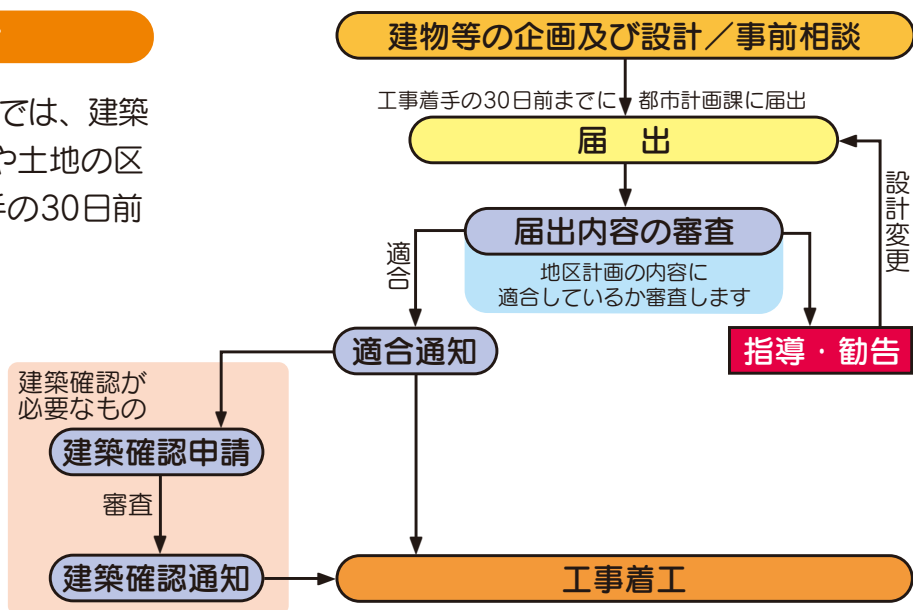 では、建築
や土地の区
手の30日前
建物等の企画及び設計／事前相談
工事着手の30日前までに 都市計画課に届出
届 出
届出内容の審査
地区計画の内容に
適合しているか審査します
適合
設計変更
適合通知
指導・勧告
建築確認が
必要なもの
建築確認申請
審査
建築確認通知
工事着工